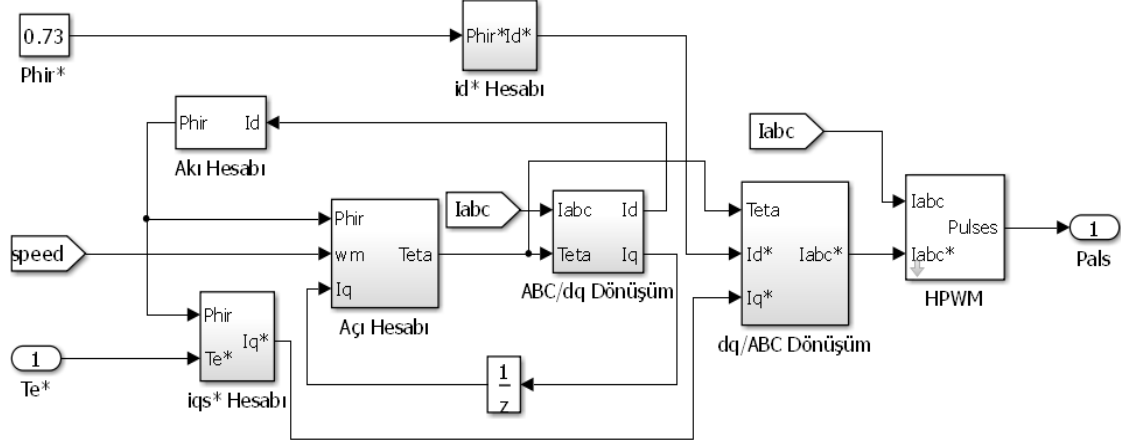 0.73
Phir*
Phir* Id*
id* Hesabı
Phir Id
Akı Hesabı
Iabc
speed
Phir
wm
Iq
Teta
Açı Hesabı
Iabc
Iabc Id
Teta Iq
ABC/dq Dönüşüm
Teta
Id*
Iq*
Iabc*
dq/ABC Dönüşüm
Iabc
Iabc*
Pulses
HPWM
1
Pals
Phir
Te*
Iq*
iqs* Hesabı
1
Te*
1
z